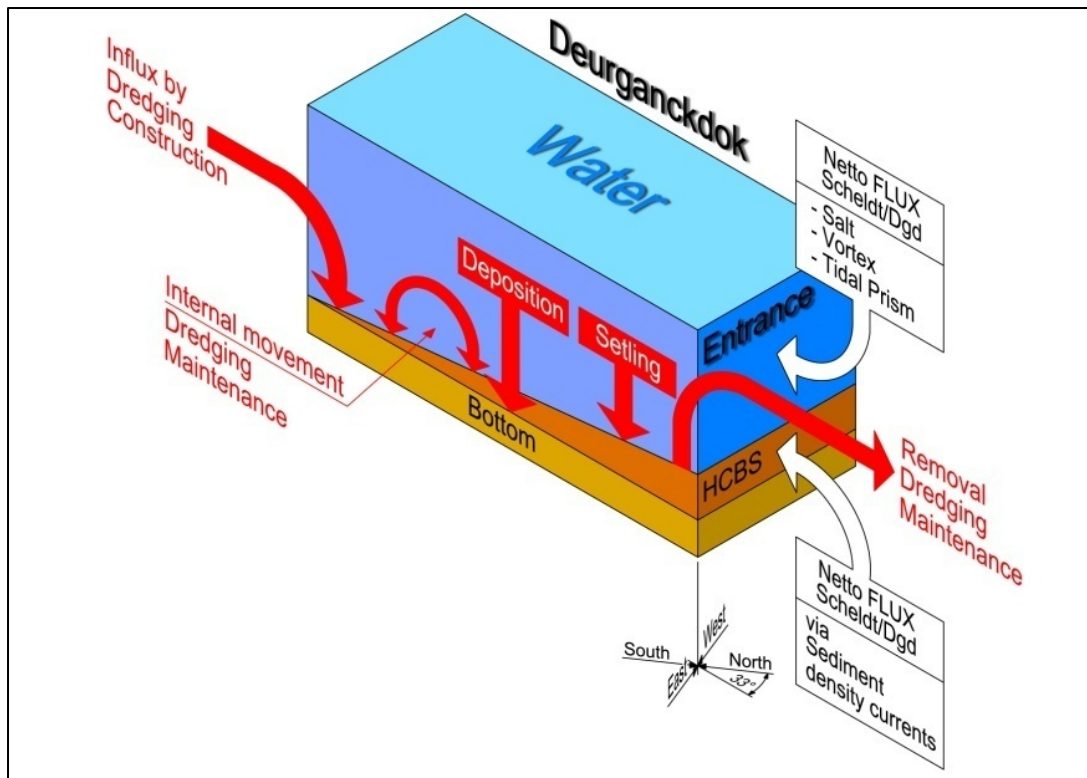 Deurganckdok
Water
Influx by
Dredging
Construction
Netto FLUX
Scheldt/Dgd
- Salt
- Vortex
- Tidal Prism
Deposition
Setling
Entrance
Internal movement
Dredging
Maintenance
Bottom
HCBS
Removal
Dredging
Maintenance
Netto FLUX
Scheldt/Dgd
via
Sediment
density currents
West
South
North
East
33°